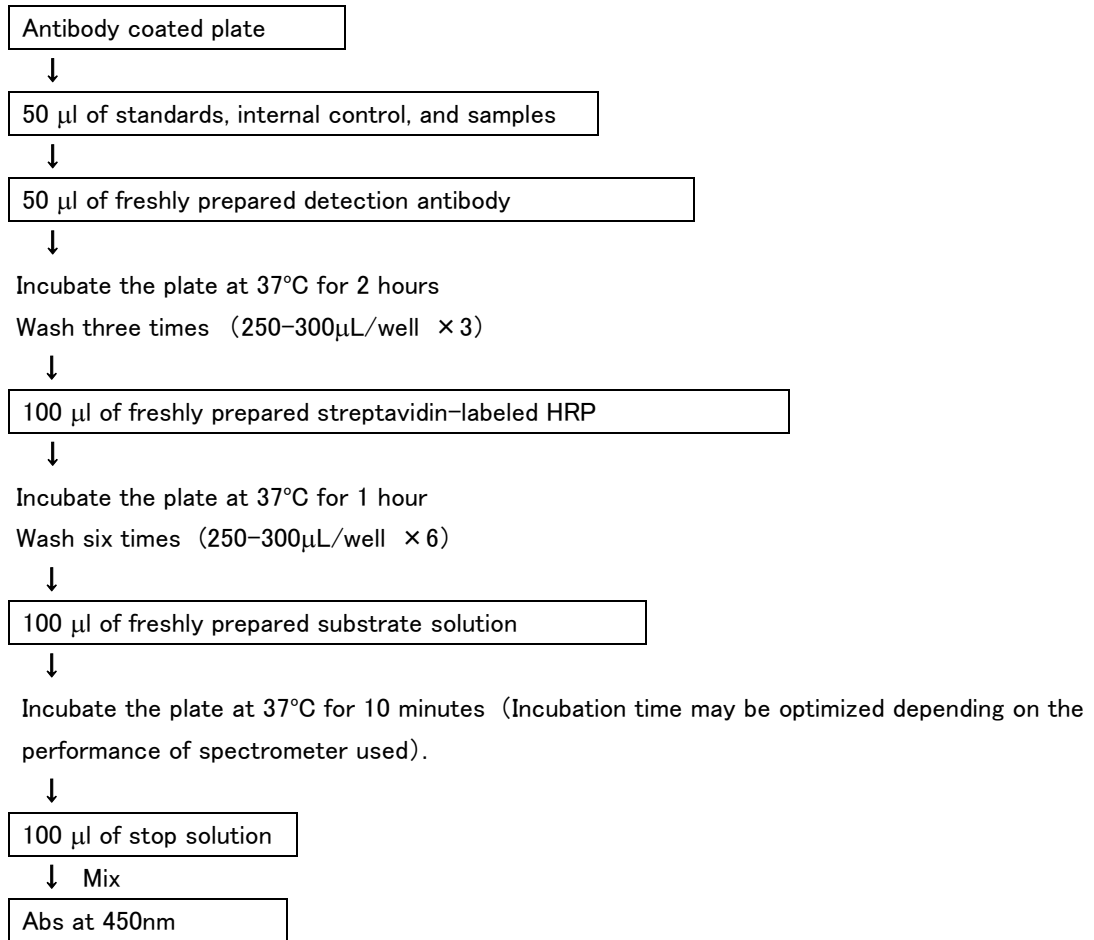 Antibody coated plate
↓
50 μl of standards, internal control, and samples
↓
50 μl of freshly prepared detection antibody
↓
Incubate the plate at 37℃ for 2 hours
Wash three times （250-300μL/well ×3）
↓
100 μl of freshly prepared streptavidin-labeled HRP
↓
Incubate the plate at 37℃ for 1 hour
Wash six times （250-300μL/well ×6）
↓
100 μl of freshly prepared substrate solution
↓
Incubate the plate at 37℃ for 10 minutes （Incubation time may be optimized depending on the
performance of spectrometer used）.
↓
100 μl of stop solution
↓ Mix
Abs at 450nm